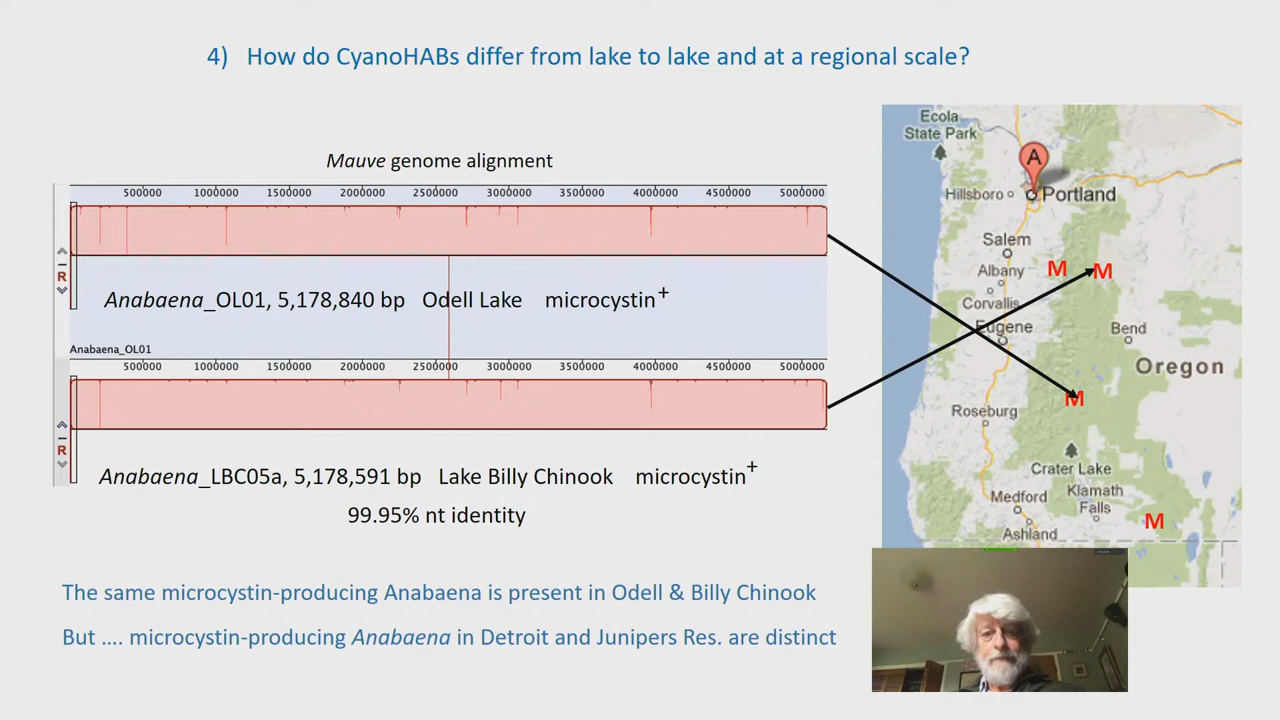 4) How do CyanoHABs differ from lake to lake and at a regional scale?
Mauve genome alignment
500000 1000000 1500000 2000000 2500000 3000000 3500000 4000000 4500000 5000000
R
Anabaena_OL01, 5,178,840 bp Odell Lake microcystin+
Anabaena_OL01
500000 1000000 1500000 2000000 2500000 3000000 3500000 4000000 4500000 5000000
R
Anabaena_LBC05a, 5,178,591 bp Lake Billy Chinook microcystin+
99.95% nt identity
The same microcystin-producing Anabaena is present in Odell & Billy Chinook
But .... microcystin-producing Anabaena in Detroit and Junipers Res. are distinct
Ecola
State Park
A
Hillsboro
Portland
Salem
Albany
M M
Corvallis
Eugene
Bend
Oregon
M
Roseburg
Crater Lake
Medford
Klamath
Falls
M
Ashland